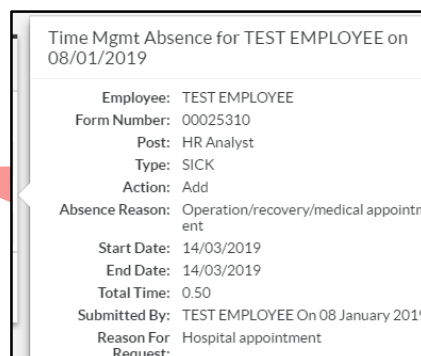 Time Mgmt Absence for TEST EMPLOYEE on
08/01/2019
Employee: TEST EMPLOYEE
Form Number: 00025310
Post: HR Analyst
Type: SICK
Action: Add
Absence Reason: Operation/recovery/medical appointm
ent
Start Date: 14/03/2019
End Date: 14/03/2019
Total Time: 0.50
Submitted By: TEST EMPLOYEE On 08 January 2019
Reason For Hospital appointment
Request: